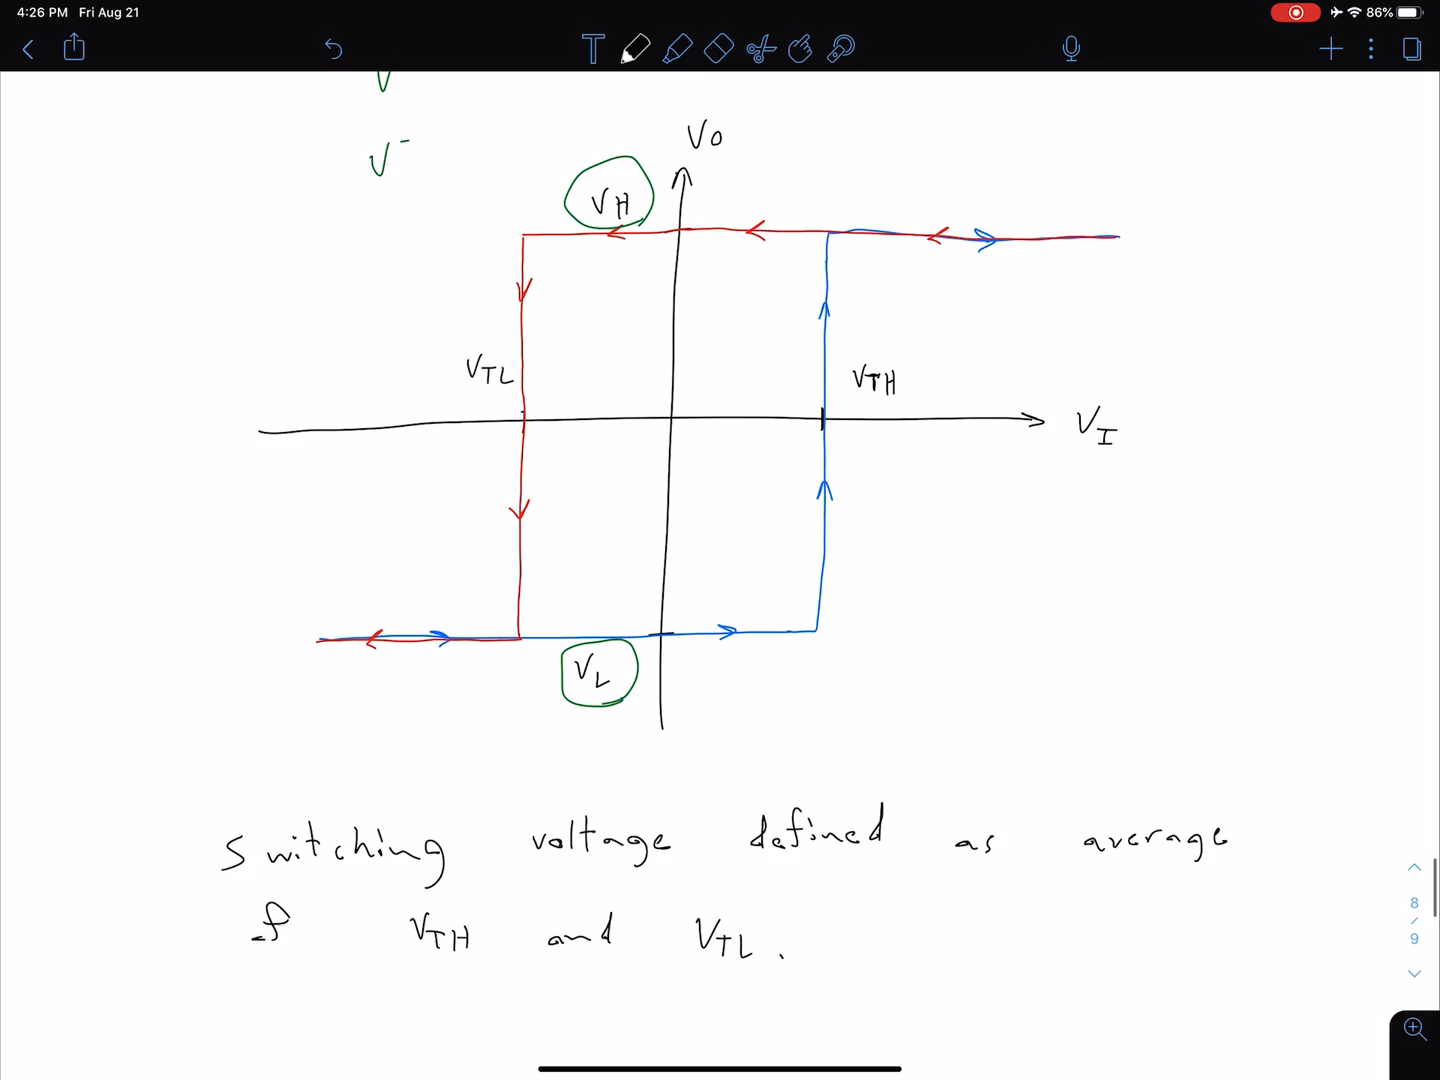 4:26 PM Fri Aug 21
86%
T
V
V⁻
Vo
VH
VTL
VTH
VI
VL
switching voltage defined as average
of VTH and VTL.
8
/
9